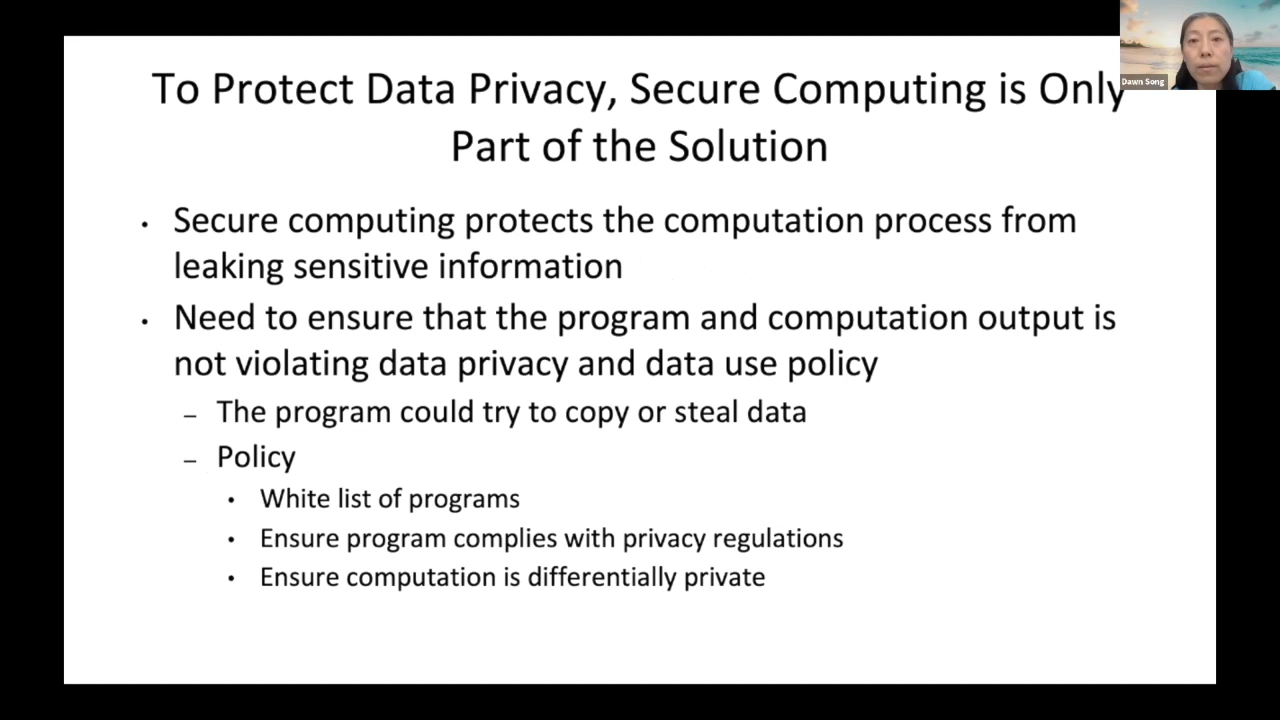 To Protect Data Privacy, Secure Computing is Only
Part of the Solution
Dawn Song
• Secure computing protects the computation process from
leaking sensitive information
• Need to ensure that the program and computation output is
not violating data privacy and data use policy
– The program could try to copy or steal data
– Policy
• White list of programs
• Ensure program complies with privacy regulations
• Ensure computation is differentially private